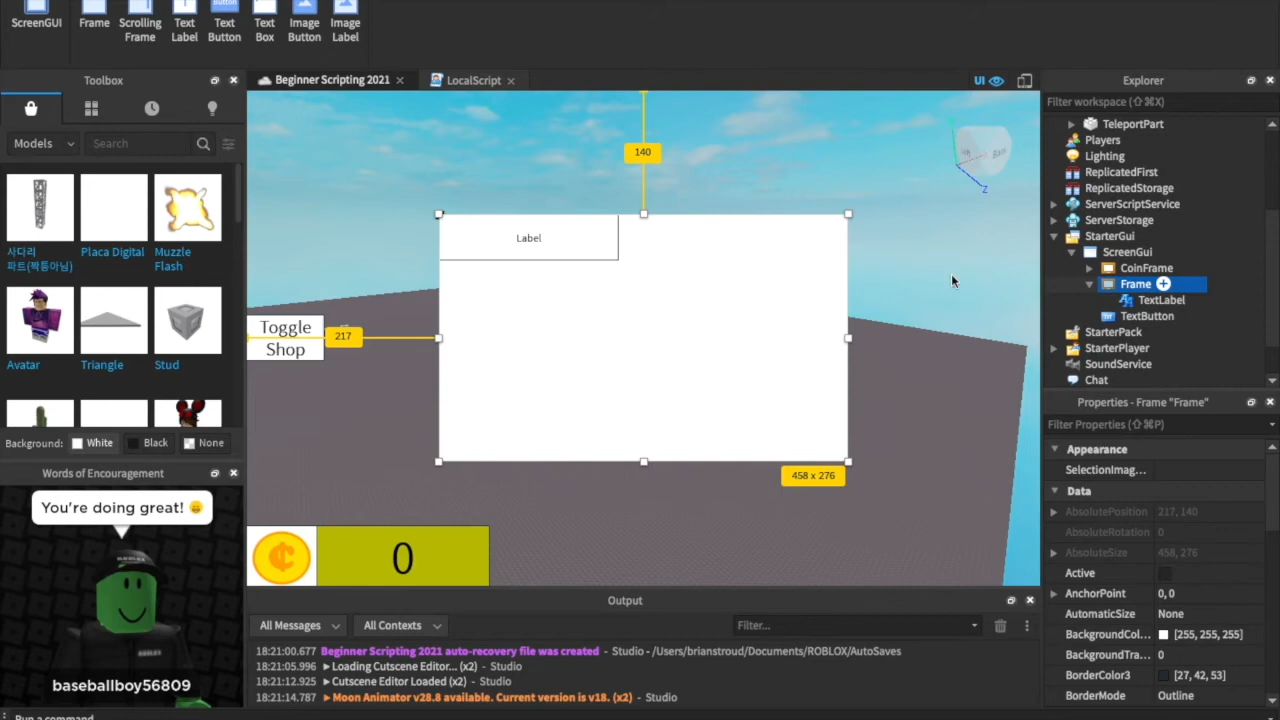 ScreenGUI
Frame
Scrolling
Frame
Text
Label
Button
Text
Button
Text
Box
Image
Button
Image
Label
Toolbox
Beginner Scripting 2021
LocalScript
UI
Explorer
Models
Search
사다리
파트(짝퉁아님)
Placa Digital
Muzzle
Flash
Avatar
Triangle
Stud
Background:
White
Black
None
Words of Encouragement
You're doing great!
ROBLOX
baseballboy56809
140
Label
Toggle
Shop
217
458 x 276
0
Z
Filter workspace (⇧⌘X)
TeleportPart
Players
Lighting
ReplicatedFirst
ReplicatedStorage
ServerScriptService
ServerStorage
StarterGui
ScreenGui
CoinFrame
Frame
TextLabel
TextButton
StarterPack
StarterPlayer
SoundService
Chat
Properties - Frame "Frame"
Filter Properties (⇧⌘P)
Appearance
SelectionImag...
Data
AbsolutePosition 217, 140
AbsoluteRotation 0
AbsoluteSize 458, 276
Active
AnchorPoint 0, 0
AutomaticSize None
BackgroundCol... [255, 255, 255]
BackgroundTra... 0
BorderColor3 [27, 42, 53]
BorderMode Outline
Output
All Messages
All Contexts
Filter...
18:21:00.677 Beginner Scripting 2021 auto-recovery file was created - Studio - /Users/brianstroud/Documents/ROBLOX/AutoSaves
18:21:05.996 ▶ Loading Cutscene Editor... (x2) - Studio
18:21:12.925 ▶ Cutscene Editor Loaded (x2) - Studio
18:21:14.787 ▶ Moon Animator v28.8 available. Current version is v18. (x2) - Studio
Run a command